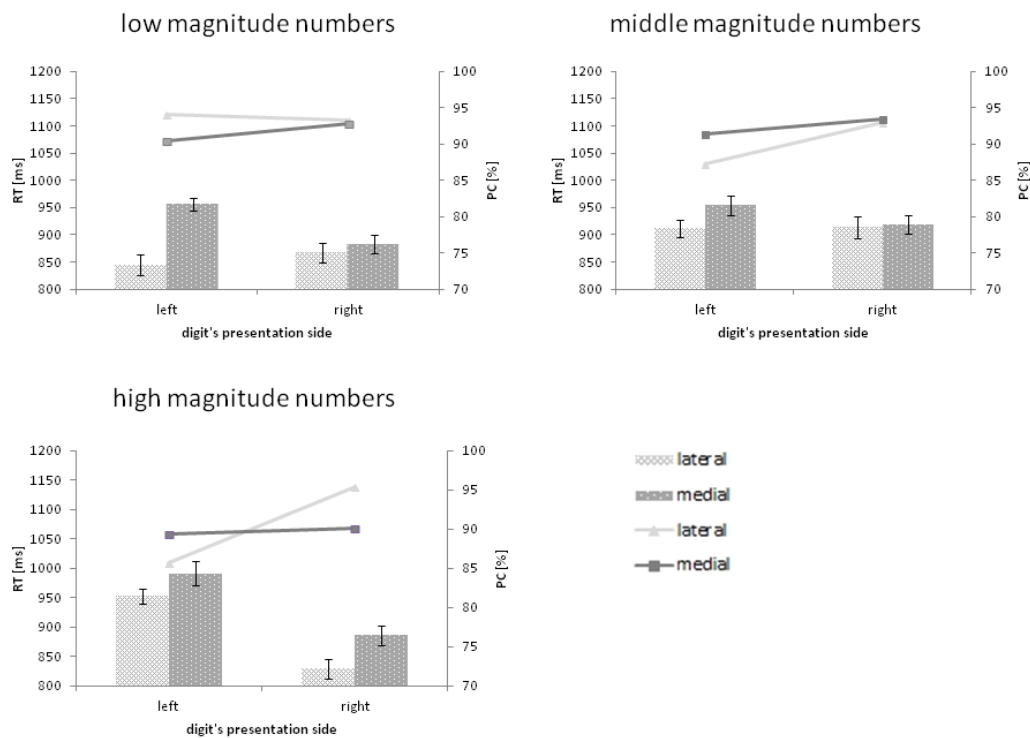 low magnitude numbers
RT [ms]
1200
1150
1100
1050
1000
950
900
850
800
100
95
90
85
80
75
70
PC [%]
left
right
digit's presentation side
middle magnitude numbers
RT [ms]
1200
1150
1100
1050
1000
950
900
850
800
100
95
90
85
80
75
70
PC [%]
left
right
digit's presentation side
high magnitude numbers
RT [ms]
1200
1150
1100
1050
1000
950
900
850
800
100
95
90
85
80
75
70
PC [%]
left
right
digit's presentation side
lateral
medial
lateral
medial